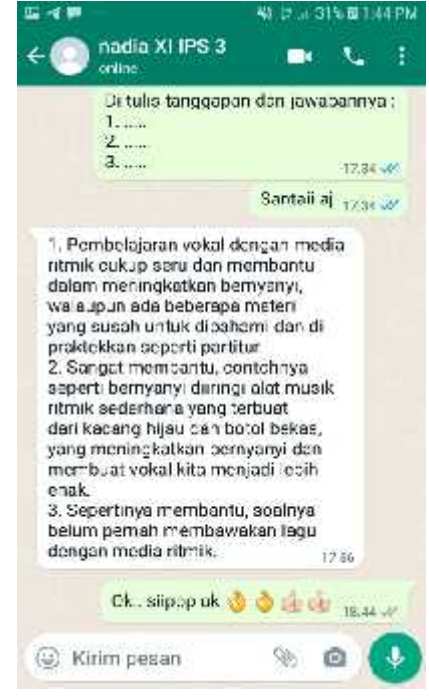 31% 1:44 PM
nadia XI IPS 3
online
Di tulis tanggapan dan jawabannya :
1. ......
2. ......
3. ......
17.34
Santaii aj 17.34
1. Pembelajaran vokal dengan media
ritmik cukup seru dan membantu
dalam meningkatkan bernyanyi,
walaupun ada beberapa materi
yang susah untuk dipahami dan di
praktekkan seperti partitur
2. Sangat membantu, contohnya
seperti bernyanyi diiringi alat musik
ritmik sederhana yang terbuat
dari kacang hijau dan botol bekas,
yang meningkatkan bernyanyi dan
membuat vokal kita menjadi lebih
enak.
3. Sepertinya membantu, soalnya
belum pernah membawakan lagu
dengan media ritmik.
Ok.. siippp uk 👌👌👍👍 18.44
Kirim pesan